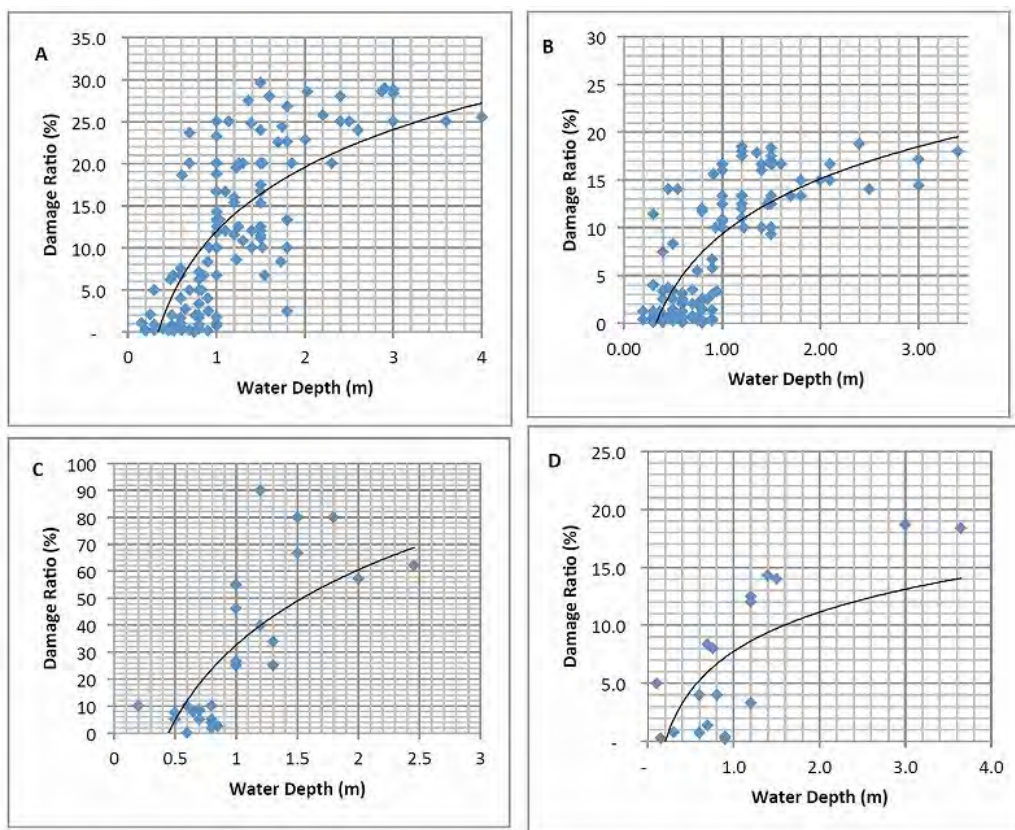 A
35.0
30.0
25.0
20.0
15.0
10.0
5.0
-
Damage Ratio (%)
0 1 2 3 4
Water Depth (m)
B
30
25
20
15
10
5
0
Damage Ratio (%)
0.00 1.00 2.00 3.00
Water Depth (m)
C
100
90
80
70
60
50
40
30
20
10
0
Damage Ratio (%)
0 0.5 1 1.5 2 2.5 3
Water Depth (m)
D
25.0
20.0
15.0
10.0
5.0
-
Damage Ratio (%)
- 1.0 2.0 3.0 4.0
Water Depth (m)